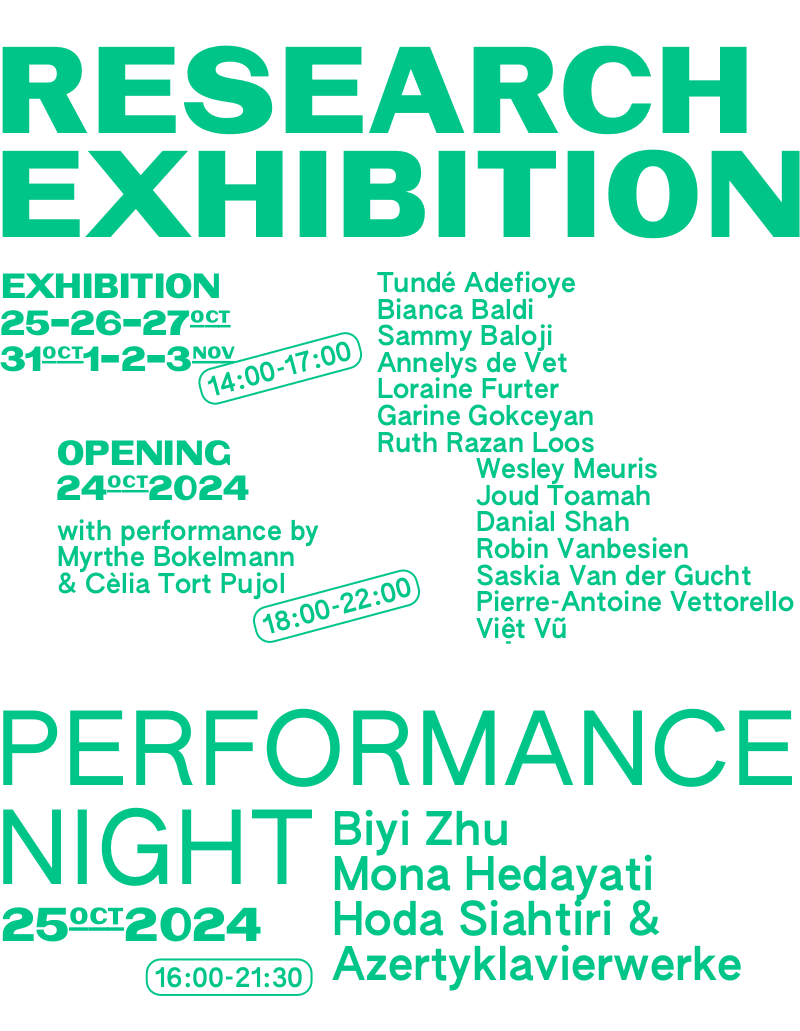 RESEARCH
EXHIBITION
EXHIBITION
25-26-27OCT
31OCT1-2-3NOV
14:00-17:00
OPENING
24OCT2024
with performance by
Myrthe Bokelmann
& Cèlia Tort Pujol
18:00-22:00
Tundé Adefioye
Bianca Baldi
Sammy Baloji
Annelys de Vet
Loraine Furter
Garine Gokceyan
Ruth Razan Loos
Wesley Meuris
Joud Toamah
Danial Shah
Robin Vanbesien
Saskia Van der Gucht
Pierre-Antoine Vettorello
Việt Vũ
PERFORMANCE
NIGHT
25OCT2024
16:00-21:30
Biyi Zhu
Mona Hedayati
Hoda Siahtiri &
Azertyklavierwerke